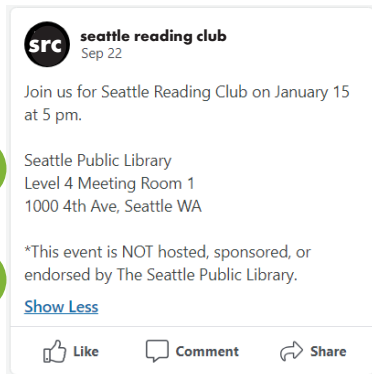 src
seattle reading club
Sep 22
Join us for Seattle Reading Club on January 15
at 5 pm.
Seattle Public Library
Level 4 Meeting Room 1
1000 4th Ave, Seattle WA
*This event is NOT hosted, sponsored, or
endorsed by The Seattle Public Library.
Show Less
Like Comment Share